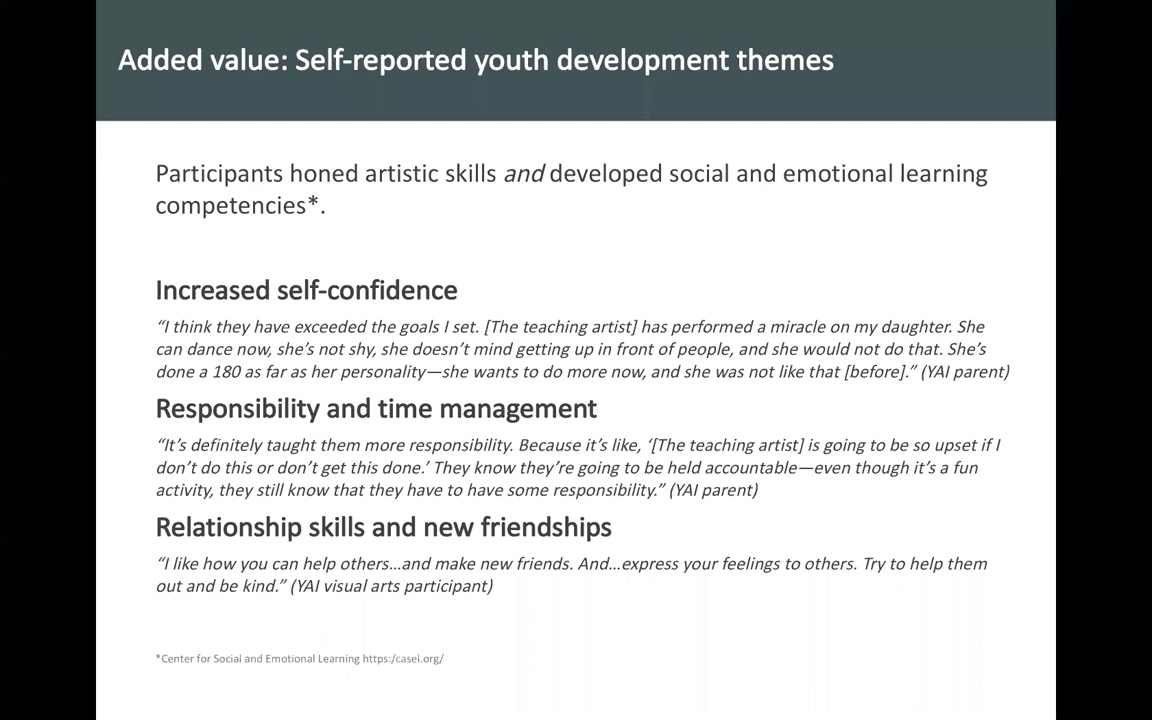 Added value: Self-reported youth development themes
Participants honed artistic skills and developed social and emotional learning
competencies*.
Increased self-confidence
“I think they have exceeded the goals I set. [The teaching artist] has performed a miracle on my daughter. She
can dance now, she’s not shy, she doesn’t mind getting up in front of people, and she would not do that. She’s
done a 180 as far as her personality—she wants to do more now, and she was not like that [before].” (YAI parent)
Responsibility and time management
“It’s definitely taught them more responsibility. Because it’s like, ‘[The teaching artist] is going to be so upset if I
don’t do this or don’t get this done.’ They know they’re going to be held accountable—even though it’s a fun
activity, they still know that they have to have some responsibility.” (YAI parent)
Relationship skills and new friendships
“I like how you can help others…and make new friends. And…express your feelings to others. Try to help them
out and be kind.” (YAI visual arts participant)
*Center for Social and Emotional Learning https:/casel.org/